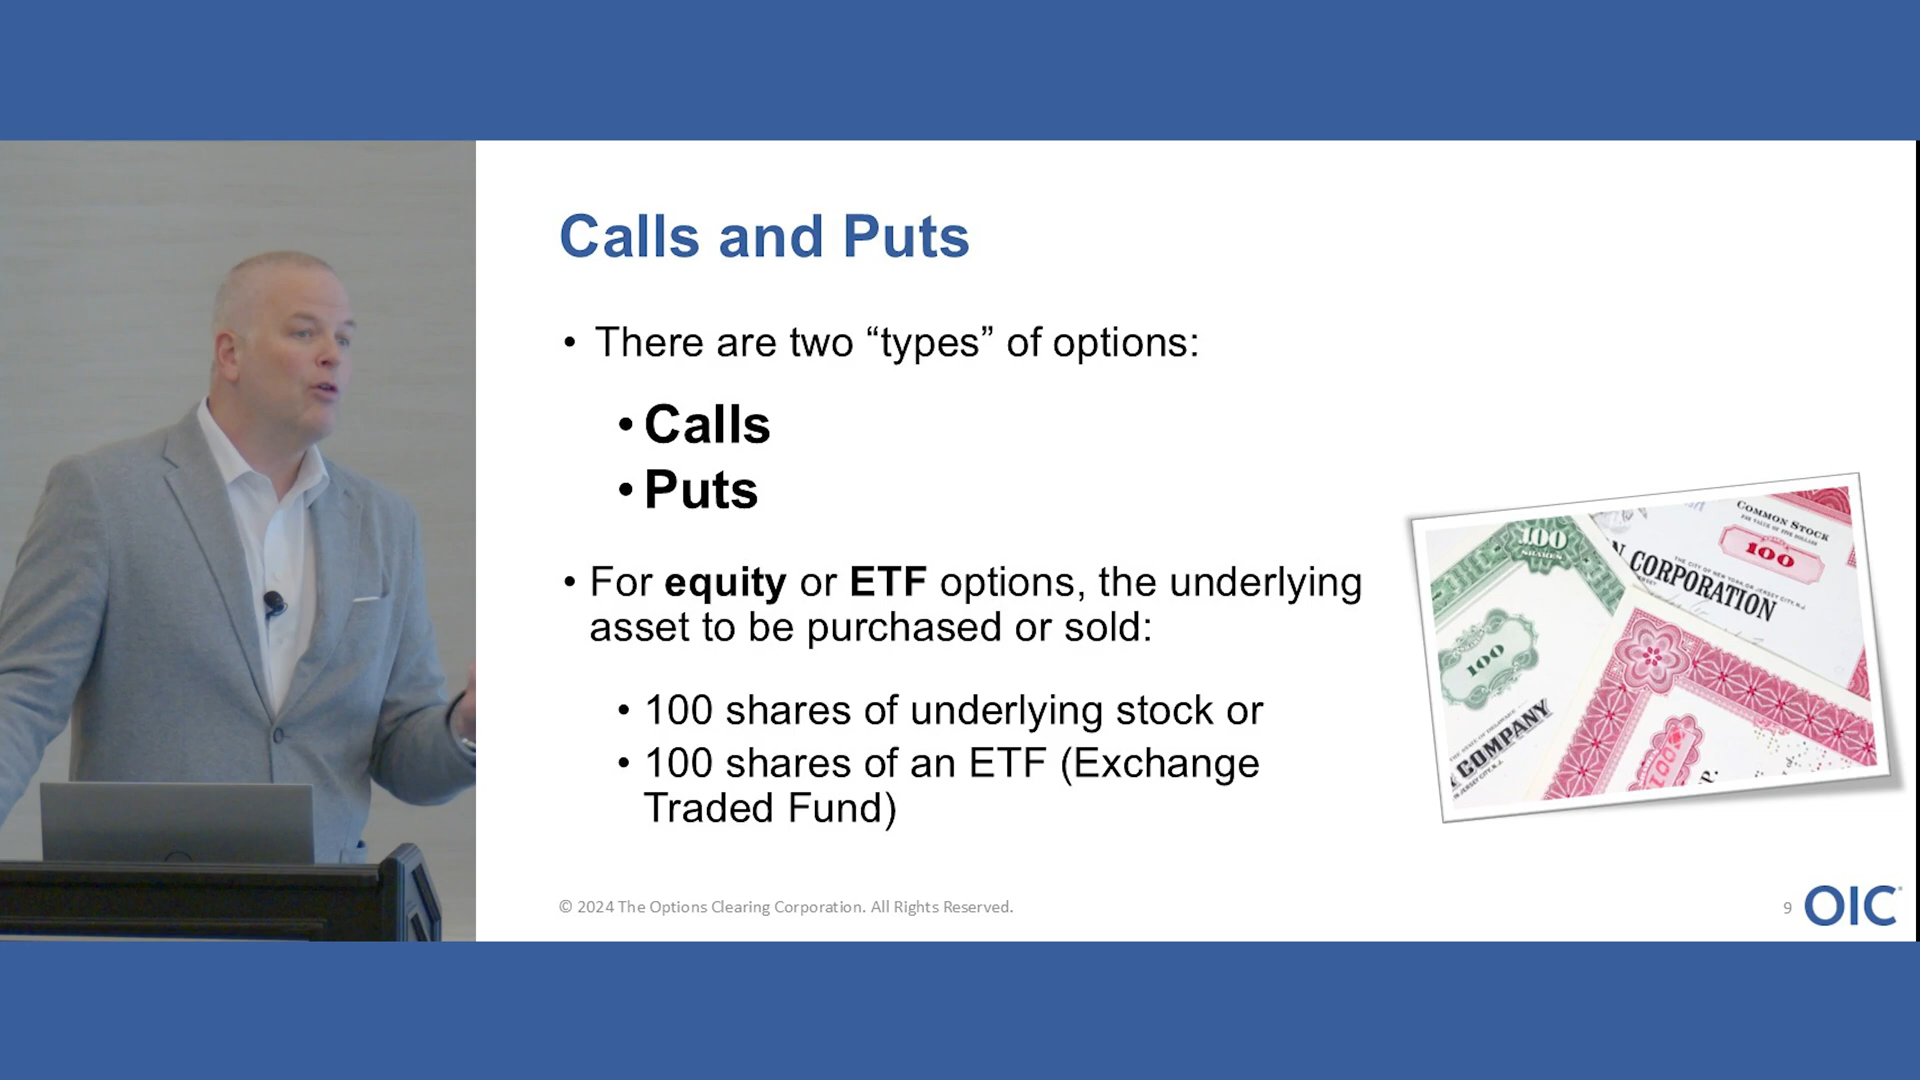 Calls and Puts
• There are two “types” of options:
• Calls
• Puts
• For equity or ETF options, the underlying
asset to be purchased or sold:
• 100 shares of underlying stock or
• 100 shares of an ETF (Exchange
Traded Fund)
100
SHARES
100
COMPANY
COMMON STOCK
100
CORPORATION
100
© 2024 The Options Clearing Corporation. All Rights Reserved.
9
OIC